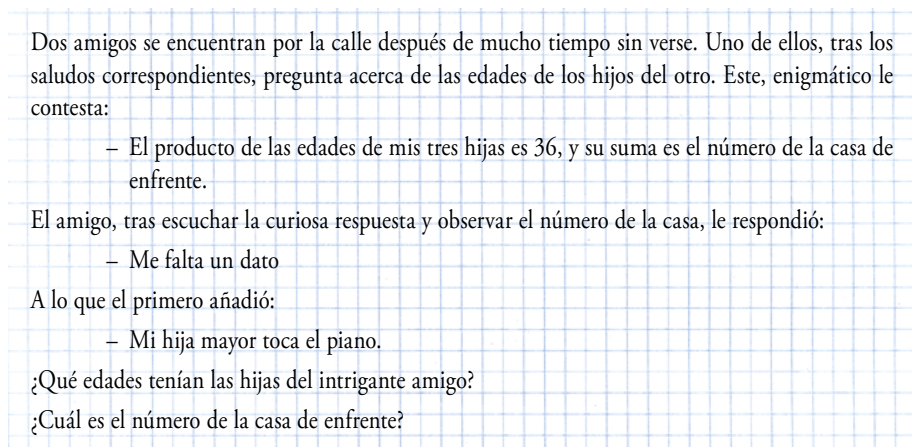 Dos amigos se encuentran por la calle después de mucho tiempo sin verse. Uno de ellos, tras los
saludos correspondientes, pregunta acerca de las edades de los hijos del otro. Este, enigmático le
contesta:
– El producto de las edades de mis tres hijas es 36, y su suma es el número de la casa de
enfrente.
El amigo, tras escuchar la curiosa respuesta y observar el número de la casa, le respondió:
– Me falta un dato
A lo que el primero añadió:
– Mi hija mayor toca el piano.
¿Qué edades tenían las hijas del intrigante amigo?
¿Cuál es el número de la casa de enfrente?